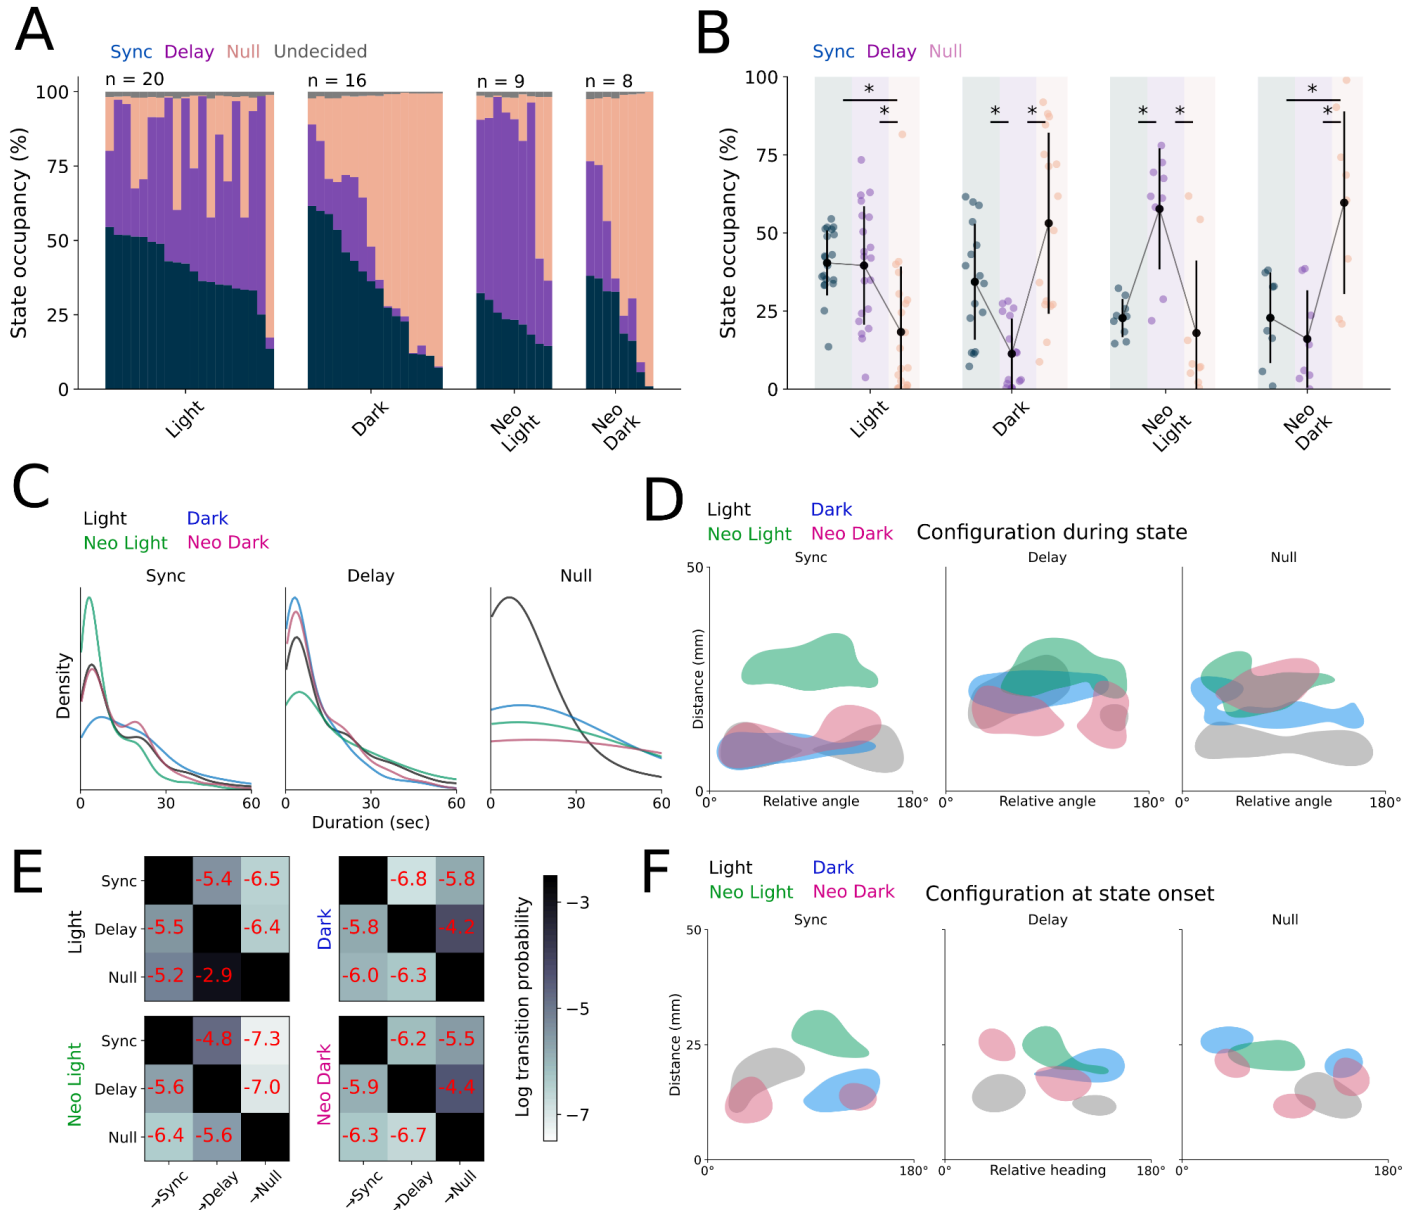 A
Sync Delay Null Undecided
n = 20
n = 16
n = 9
n = 8
State occupancy (%)
100
75
50
25
0
Light
Dark
Neo
Light
Neo
Dark
B
Sync Delay Null
State occupancy (%)
100
75
50
25
0
*
*
*
*
*
*
*
*
Light
Dark
Neo
Light
Neo
Dark
C
Light Dark
Neo Light Neo Dark
Sync
Delay
Null
Density
0 30 60
0 30 60
0 30 60
Duration (sec)
D
Light Dark
Neo Light Neo Dark
Configuration during state
Sync
Delay
Null
Distance (mm)
50
0
0° Relative angle 180°
Relative angle
0° Relative angle 180°
E
Light
Sync
Delay
Null
-5.4 -6.5
-5.5 -6.4
-5.2 -2.9
Dark
-6.8 -5.8
-5.8 -4.2
-6.0 -6.3
Neo Light
Sync
Delay
Null
-4.8 -7.3
-5.6 -7.0
-6.4 -5.6
→Sync
→Delay
→Null
Neo Dark
-6.2 -5.5
-5.9 -4.4
-6.3 -6.7
→Sync
→Delay
→Null
Log transition probability
−3
−5
−7
F
Light Dark
Neo Light Neo Dark
Configuration at state onset
Sync
Delay
Null
Distance (mm)
50
25
0
0° 180°
Relative heading
0° 180°